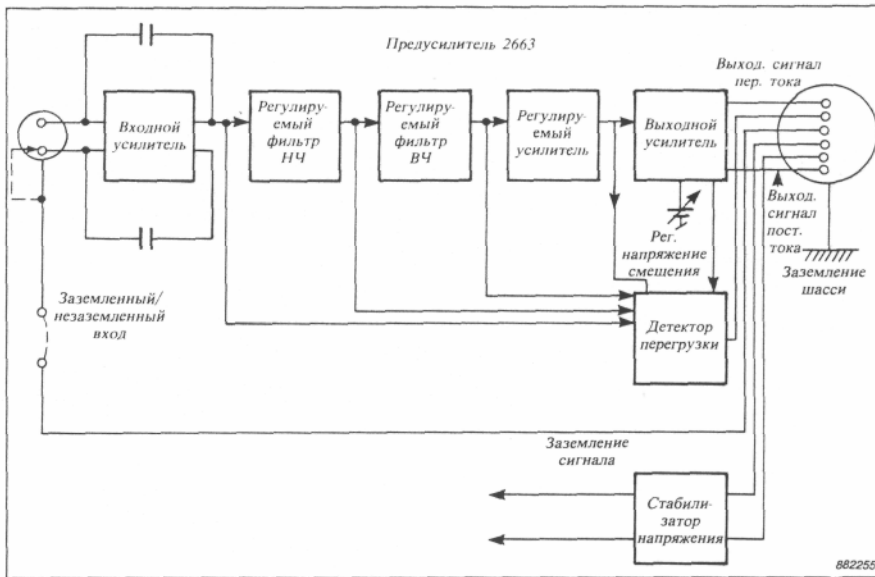 Предусилитель 2663
Выход. сигнал
пер. тока
Входной
усилитель
Регулиру-
емый
фильтр
НЧ
Регулиру-
емый
фильтр
ВЧ
Регулиру-
емый
усилитель
Выходной
усилитель
Выход.
сигнал
пост.
тока
Рег.
напряжение
смешения
Заземление
шасси
Заземленный/
незаземленный
вход
Детектор
перегрузки
Заземление
сигнала
Стабили-
затор
напряжения
882255